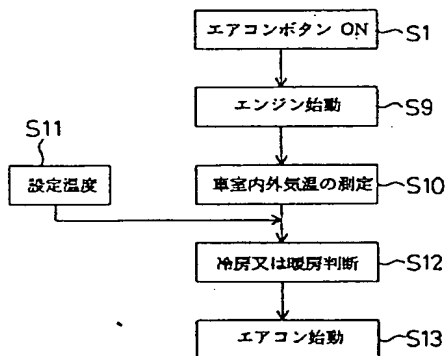 エアコンボタン ON
S1
エンジン始動
S9
S11
設定温度
車室内外気温の測定
S10
冷房又は暖房判断
S12
エアコン始動
S13